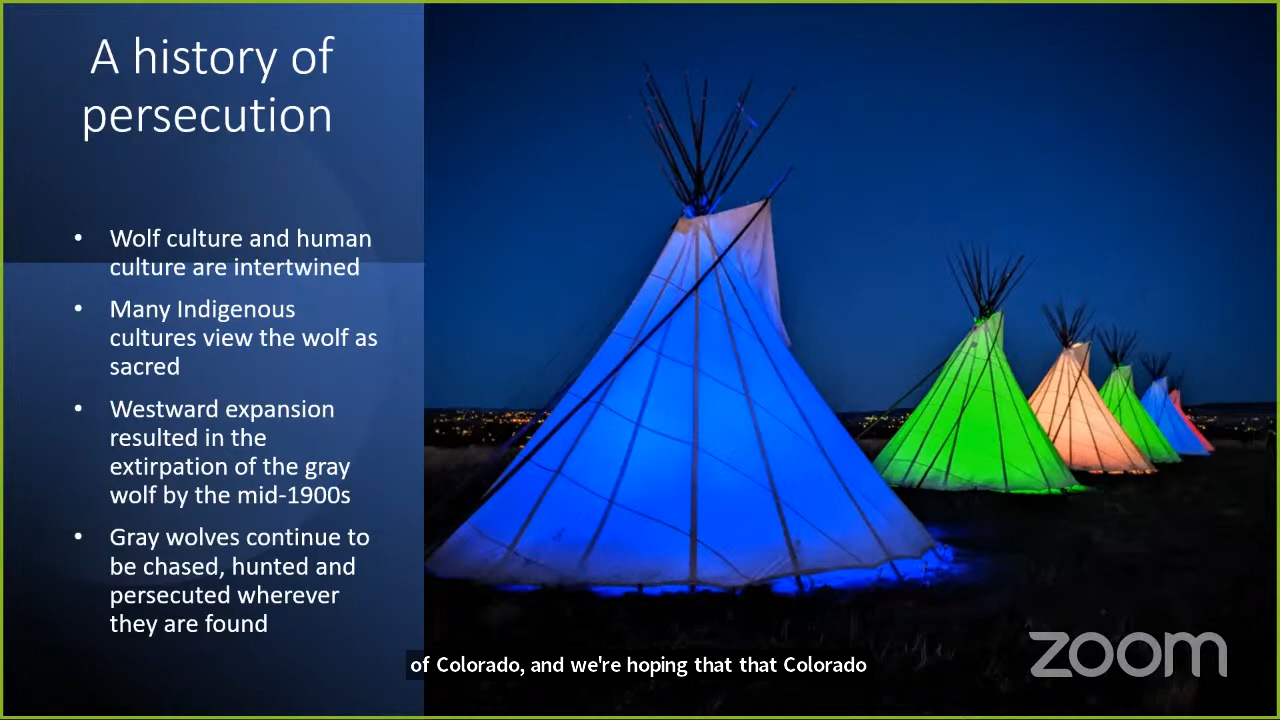 A history of
persecution
• Wolf culture and human
culture are intertwined
• Many Indigenous
cultures view the wolf as
sacred
• Westward expansion
resulted in the
extirpation of the gray
wolf by the mid-1900s
• Gray wolves continue to
be chased, hunted and
persecuted wherever
they are found
of Colorado, and we're hoping that that Colorado
zoom